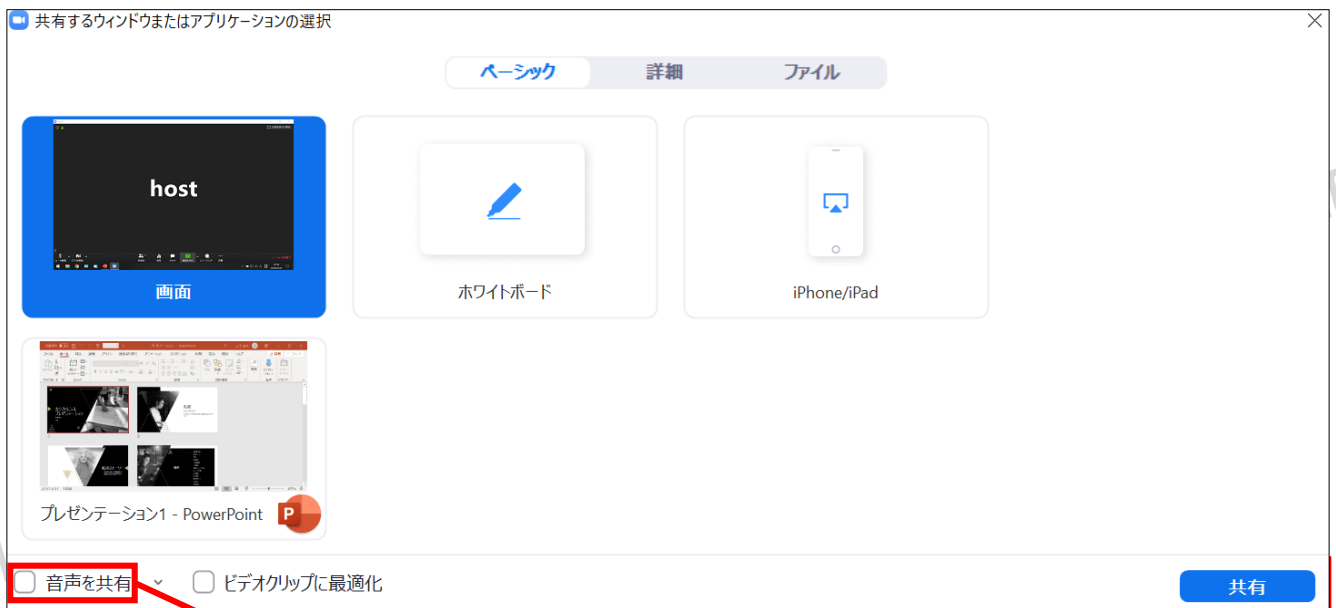 共有するウィンドウまたはアプリケーションの選択
ベーシック 詳細 ファイル
host
画面
ホワイトボード
iPhone/iPad
プレゼンテーション1 - PowerPoint
P
音声を共有 ビデオクリップに最適化
共有